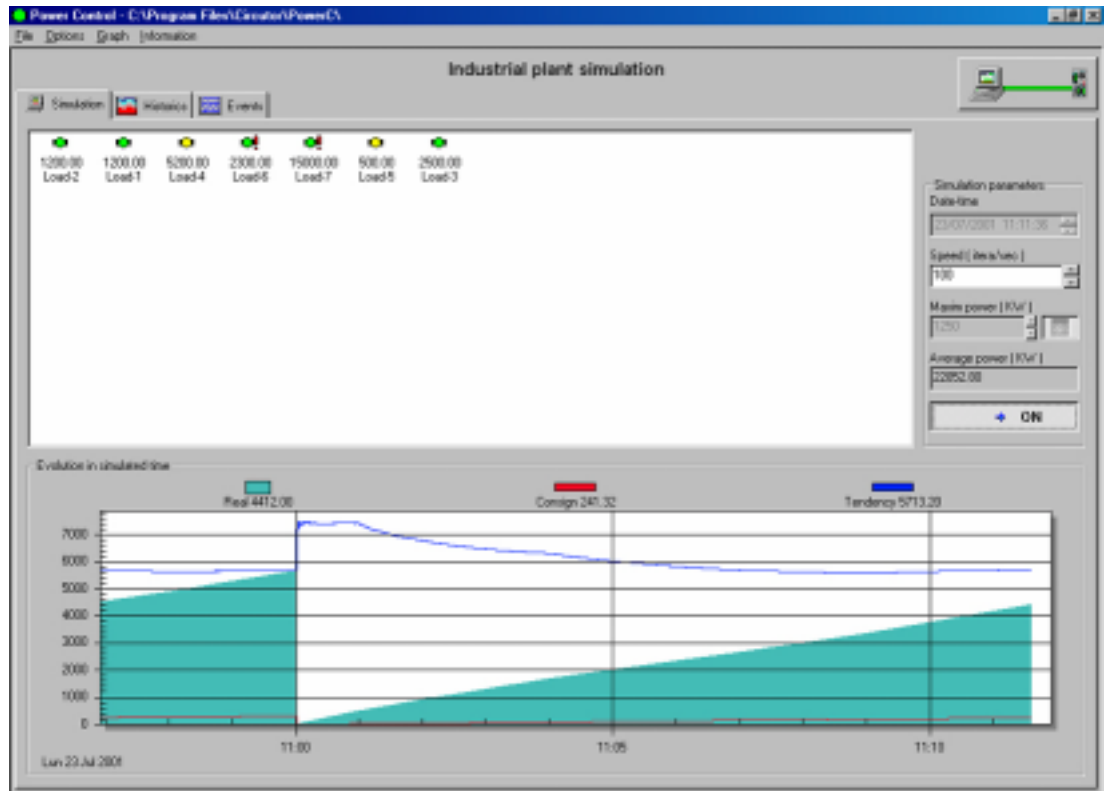 Power Control - C:\Program Files\Circutor\PowerC\
File Options Graph Information
Industrial plant simulation
Simulation Historics Events
1200.00 1200.00 5200.00 2300.00 15000.00 500.00 2500.00
Load-2 Load-1 Load-4 Load-6 Load-7 Load-5 Load-3
Simulation parameters
Date-time
23/07/2001 11:11:36
Speed ( itera/sec )
100
Maxim power ( KW )
1250
Average power ( KW )
22852.00
ON
Evolution in simulated time
Real 4412.00 Consign 241.32 Tendency 5713.20
7000
6000
5000
4000
3000
2000
1000
0
11:00 11:05 11:10
Lun 23 Jul 2001